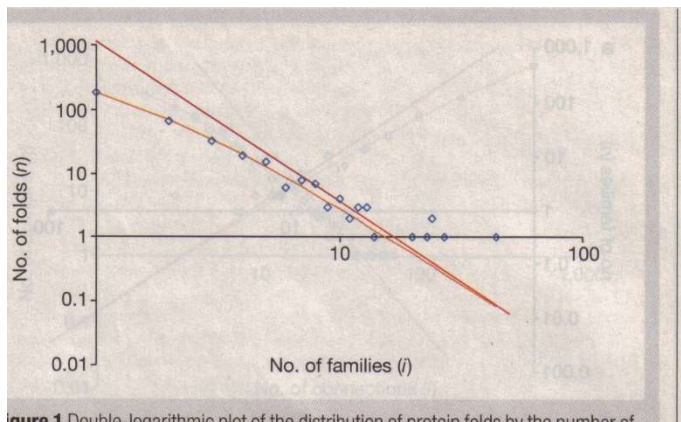 1,000
100
10
1
0.1
0.01
No. of folds (n)
10
100
No. of families (i)
igure 1 Double-logarithmic plot of the distribution of protein folds by the number of